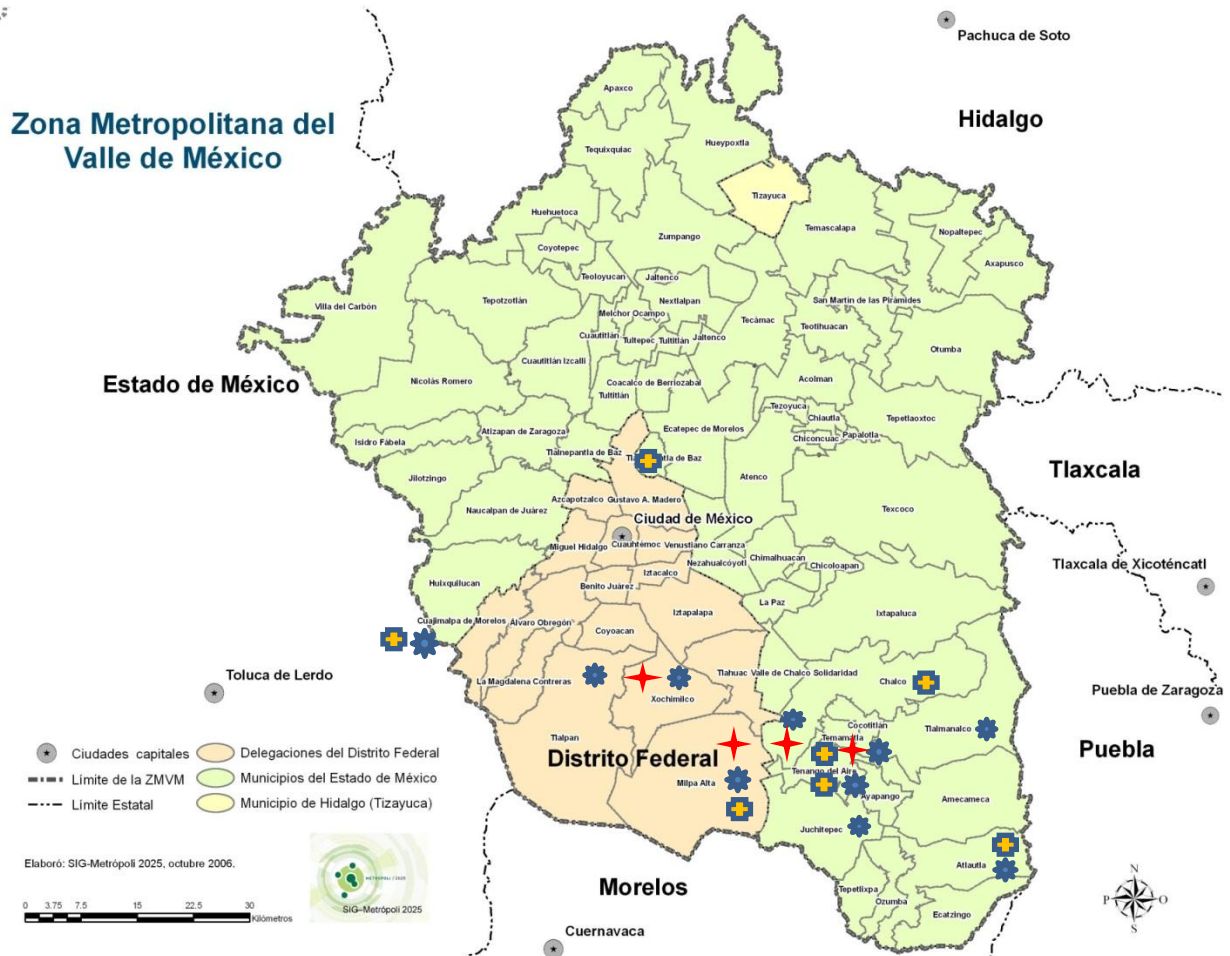 Pachuca de Soto
Hidalgo
Zona Metropolitana del
Valle de México
Apaxco
Hueypoxtla
Tequixquiac
Tizayuca
Huehuetoca
Temascalapa
Nopaltepec
Zumpango
Coyotepec
Axapusco
Teoloyucan
Jaltenco
Tepotzotlán
Nextlalpan
San Martín de las Pirámides
Villa del Carbón
Melchor Ocampo
Tecámac
Teotihuacan
Cuautitlán
Tultepec
Tultitlán
Jaltenco
Otumba
Cuautitlán Izcalli
Estado de México
Nicolás Romero
Coacalco de Berriozabal
Acolman
Tultitlán
Tezoyuca
Chiautla
Tepetlaoxtoc
Ecatepec de Morelos
Atizapan de Zaragoza
Chiconcuac
Papalotla
Isidro Fábela
Tlalnepantla de Baz
de Baz
Tlaxcala
Jilotzingo
Atenco
Azcapotzalco
Gustavo A. Madero
Texcoco
Naucalpan de Juárez
Ciudad de México
Miguel Hidalgo
Cuauhtémoc
Venustiano Carranza
Chimalhuacan
Nezahualcóyotl
Chicoloapan
Tlaxcala de Xicoténcatl
Huixquilucan
Iztacalco
Benito Juárez
La Paz
Iztapalapa
Ixtapaluca
Cuajimalpa de Morelos
Álvaro Obregón
Coyoacan
Toluca de Lerdo
La Magdalena Contreras
Tlahuac
Valle de Chalco Solidaridad
Chalco
Puebla de Zaragoza
Xochimilco
Cocotitlán
Tlalmanalco
Tlalpan
Temamatla
Puebla
Distrito Federal
Tenango del Aire
Milpa Alta
Ayapango
Amecameca
Juchitepec
Atlautla
Tepetlixpa
Ozumba
Ecatzingo
Ciudades capitales
Delegaciones del Distrito Federal
Límite de la ZMVM
Municipios del Estado de México
Límite Estatal
Municipio de Hidalgo (Tizayuca)
Elaboró: SIG-Metrópoli 2025, octubre 2006.
METROPOLI / 2025
SIG-Metrópoli 2025
0 3.75 7.5 15 22.5 30
Kilómetros
Morelos
Cuernavaca
N
P O
S